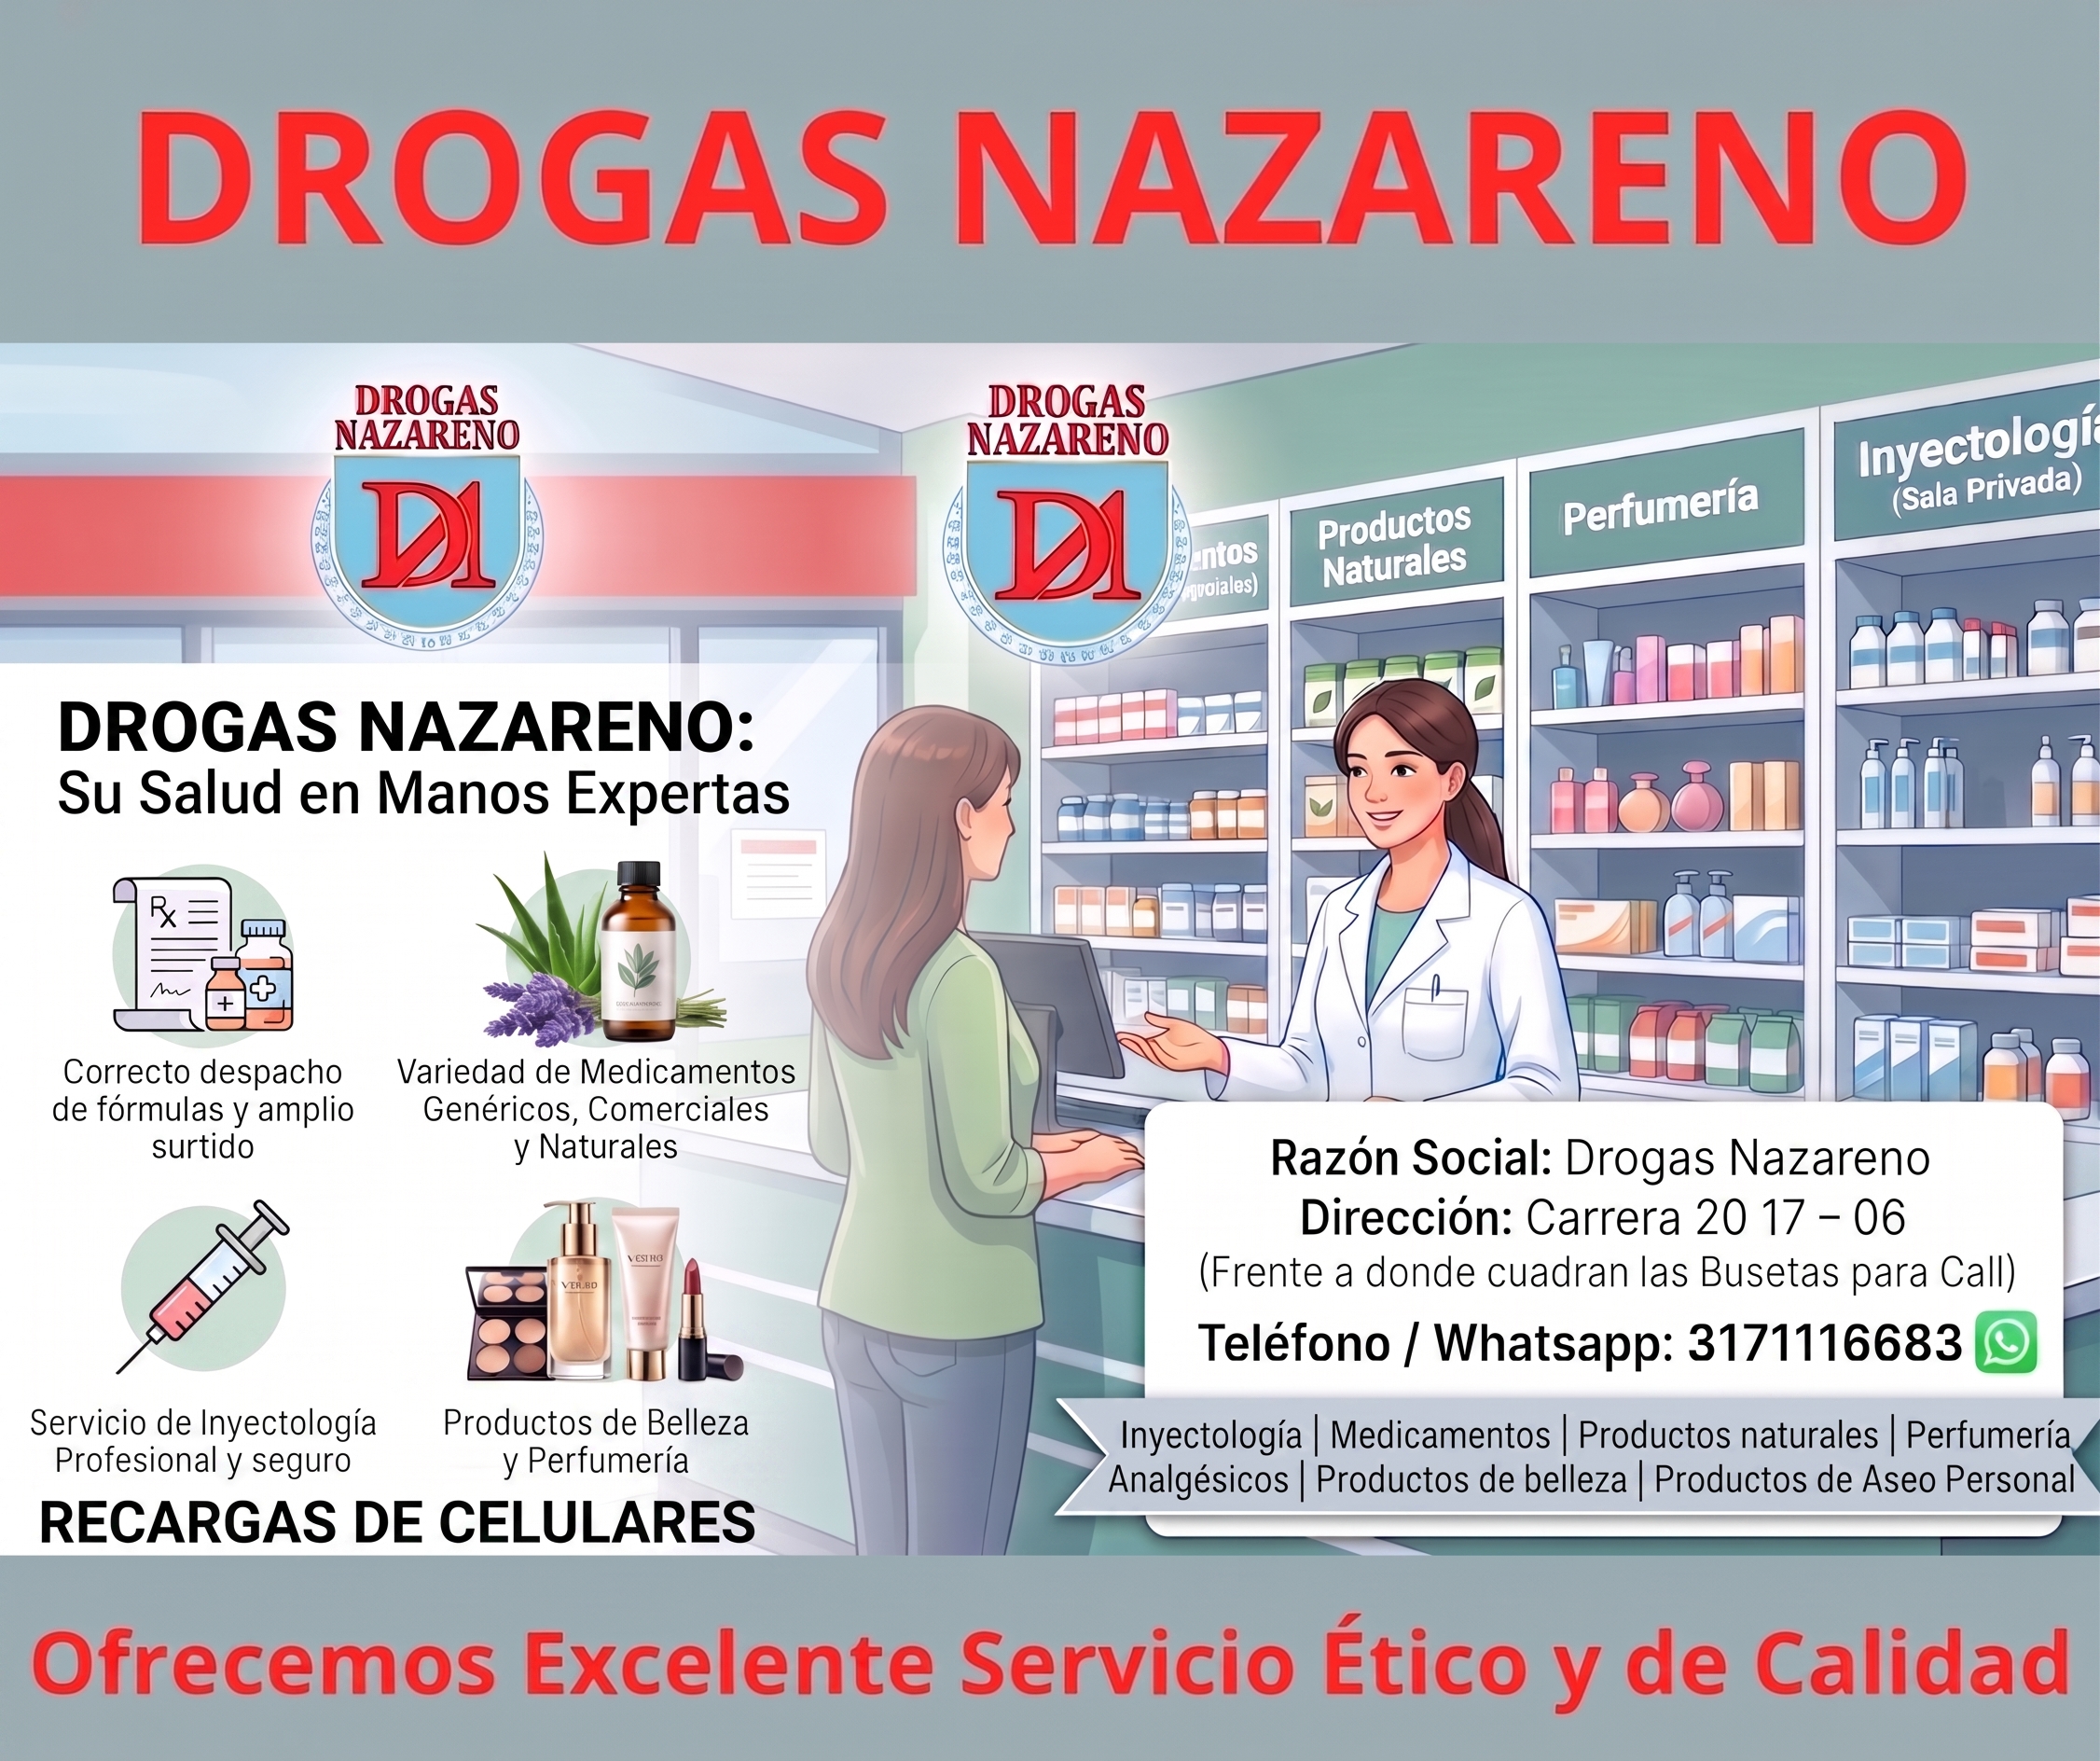 DROGAS NAZARENO
DROGAS
NAZARENO
DROGAS
NAZARENO
Productos
Naturales
Perfumería
Inyectología
(Sala Privada)
DROGAS NAZARENO:
Su Salud en Manos Expertas
Rx
Correcto despacho
de fórmulas y amplio
surtido
Variedad de Medicamentos
Genéricos, Comerciales
y Naturales
Servicio de Inyectología
Profesional y seguro
Productos de Belleza
y Perfumería
RECARGAS DE CELULARES
Razón Social: Drogas Nazareno
Dirección: Carrera 20 17 – 06
(Frente a donde cuadran las Busetas para Call)
Teléfono / Whatsapp: 3171116683
Inyectología | Medicamentos | Productos naturales | Perfumería
Analgésicos | Productos de belleza | Productos de Aseo Personal
Ofrecemos Excelente Servicio Ético y de Calidad